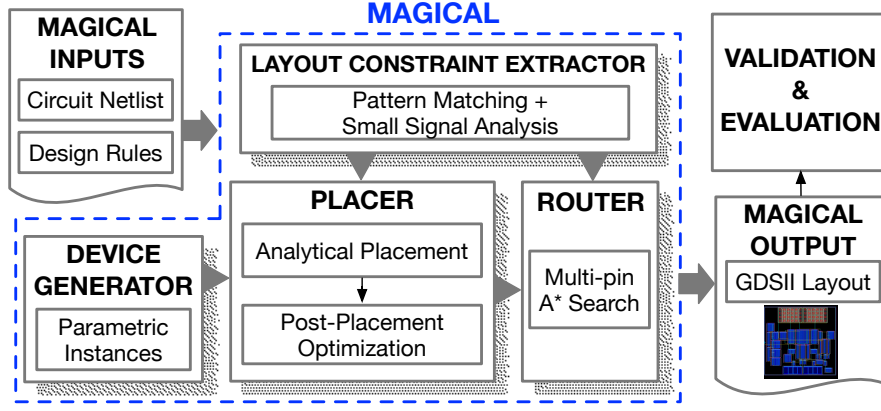 MAGICAL
MAGICAL
INPUTS
Circuit Netlist
Design Rules
LAYOUT CONSTRAINT EXTRACTOR
Pattern Matching +
Small Signal Analysis
VALIDATION
&
EVALUATION
DEVICE
GENERATOR
Parametric
Instances
PLACER
Analytical Placement
Post-Placement
Optimization
ROUTER
Multi-pin
A* Search
MAGICAL
OUTPUT
GDSII Layout